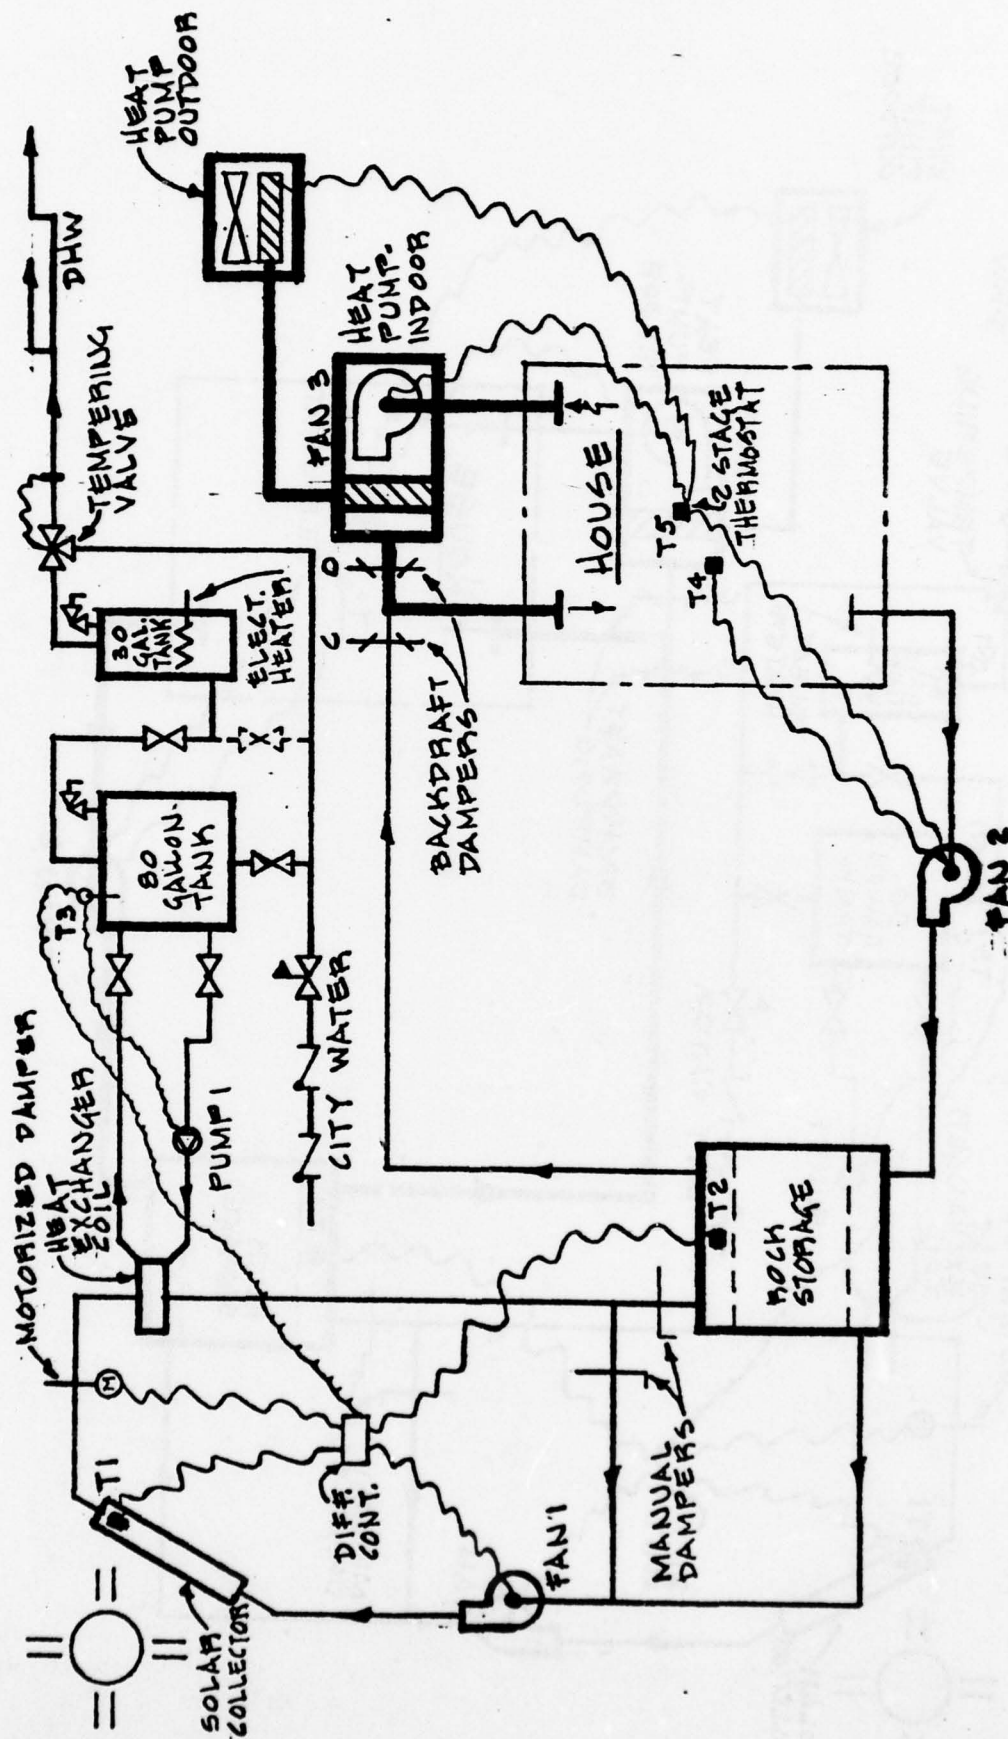 SOLAR
COLLECTOR
T1
MOTORIZED DAMPER
M
HEAT
EXCHANGER
COIL
PUMP 1
T3
80
GALLON
TANK
30
GAL.
TANK
ELECT.
HEATER
TEMPERING
VALVE
DHW
CITY WATER
HEAT
PUMP
OUTDOOR
FAN 3
HEAT
PUMP.
INDOOR
C
D
BACKDRAFT
DAMPERS
HOUSE
T4
T5
2 STAGE
THERMOSTAT
DIFF.
CONT.
FAN 1
MANUAL
DAMPERS
T2
ROCK
STORAGE
FAN 2